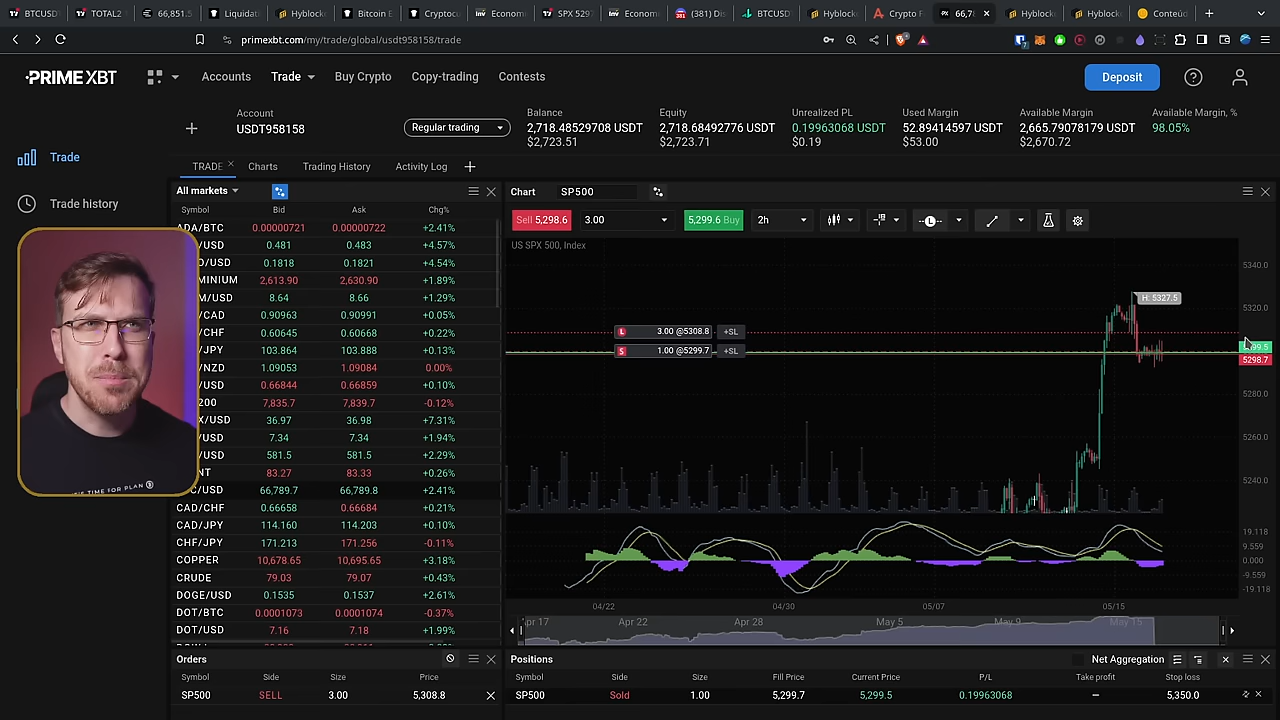 BTCUSDT
TOTAL2
66,851.5
Liquidati
Hyblock
Bitcoin E
Cryptocu
Economi
SPX 529
Economi
(381) Dis
BTCUSD
Hyblock
Crypto F
66,7
Hyblock
Hyblock
Conteúd
primexbt.com/my/trade/global/usdt958158/trade
PRIME XBT
Accounts
Trade
Buy Crypto
Copy-trading
Contests
Deposit
Account
USDT958158
Regular trading
Balance
2,718.48529708 USDT
$2,723.51
Equity
2,718.68492776 USDT
$2,723.71
Unrealized PL
0.19963068 USDT
$0.19
Used Margin
52.89414597 USDT
$53.00
Available Margin
2,665.79078179 USDT
$2,670.72
Available Margin, %
98.05%
Trade
Trade history
TRADE
Charts
Trading History
Activity Log
All markets
Symbol Bid Ask Chg%
ADA/BTC 0.00000721 0.00000722 +2.41%
/USD 0.481 0.483 +4.57%
O/USD 0.1818 0.1821 +4.54%
MINIUM 2,613.90 2,630.90 +1.89%
M/USD 8.64 8.66 +1.29%
/CAD 0.90963 0.90991 +0.05%
/CHF 0.60645 0.60668 +0.22%
/JPY 103.864 103.888 +0.13%
/NZD 1.09053 1.09084 0.00%
/USD 0.66844 0.66859 +0.10%
200 7,835.7 7,839.7 -0.12%
X/USD 36.97 36.98 +7.31%
/USD 7.34 7.34 +1.94%
/USD 581.5 581.5 +2.29%
NT 83.27 83.33 +0.26%
C/USD 66,789.7 66,789.8 +2.41%
CAD/CHF 0.66658 0.66684 +0.21%
CAD/JPY 114.160 114.203 +0.10%
CHF/JPY 171.213 171.256 -0.11%
COPPER 10,678.65 10,695.65 +3.18%
CRUDE 79.03 79.07 +0.43%
DOGE/USD 0.1535 0.1537 +2.61%
DOT/BTC 0.0001073 0.0001074 -0.37%
DOT/USD 7.16 7.18 +1.99%
TIME FOR PLAN ₿
Chart SP500
Sell 5,298.6
3.00
5,299.6 Buy
2h
US SPX 500, Index
H: 5327.5
L 3.00 @5308.8 +SL
S 1.00 @5299.7 +SL
5340.0
5320.0
5298.7
5280.0
5260.0
5240.0
19.118
9.559
0.000
-9.559
-19.118
04/22 04/30 05/07 05/15
Apr 17 Apr 22 Apr 28 May 5 May 9 May 15
Orders
Symbol Side Size Price
SP500 SELL 3.00 5,308.8
Positions
Net Aggregation
Symbol Side Size Fill Price Current Price P/L Take profit Stop loss
SP500 Sold 1.00 5,299.7 5,299.5 0.19963068 – 5,350.0